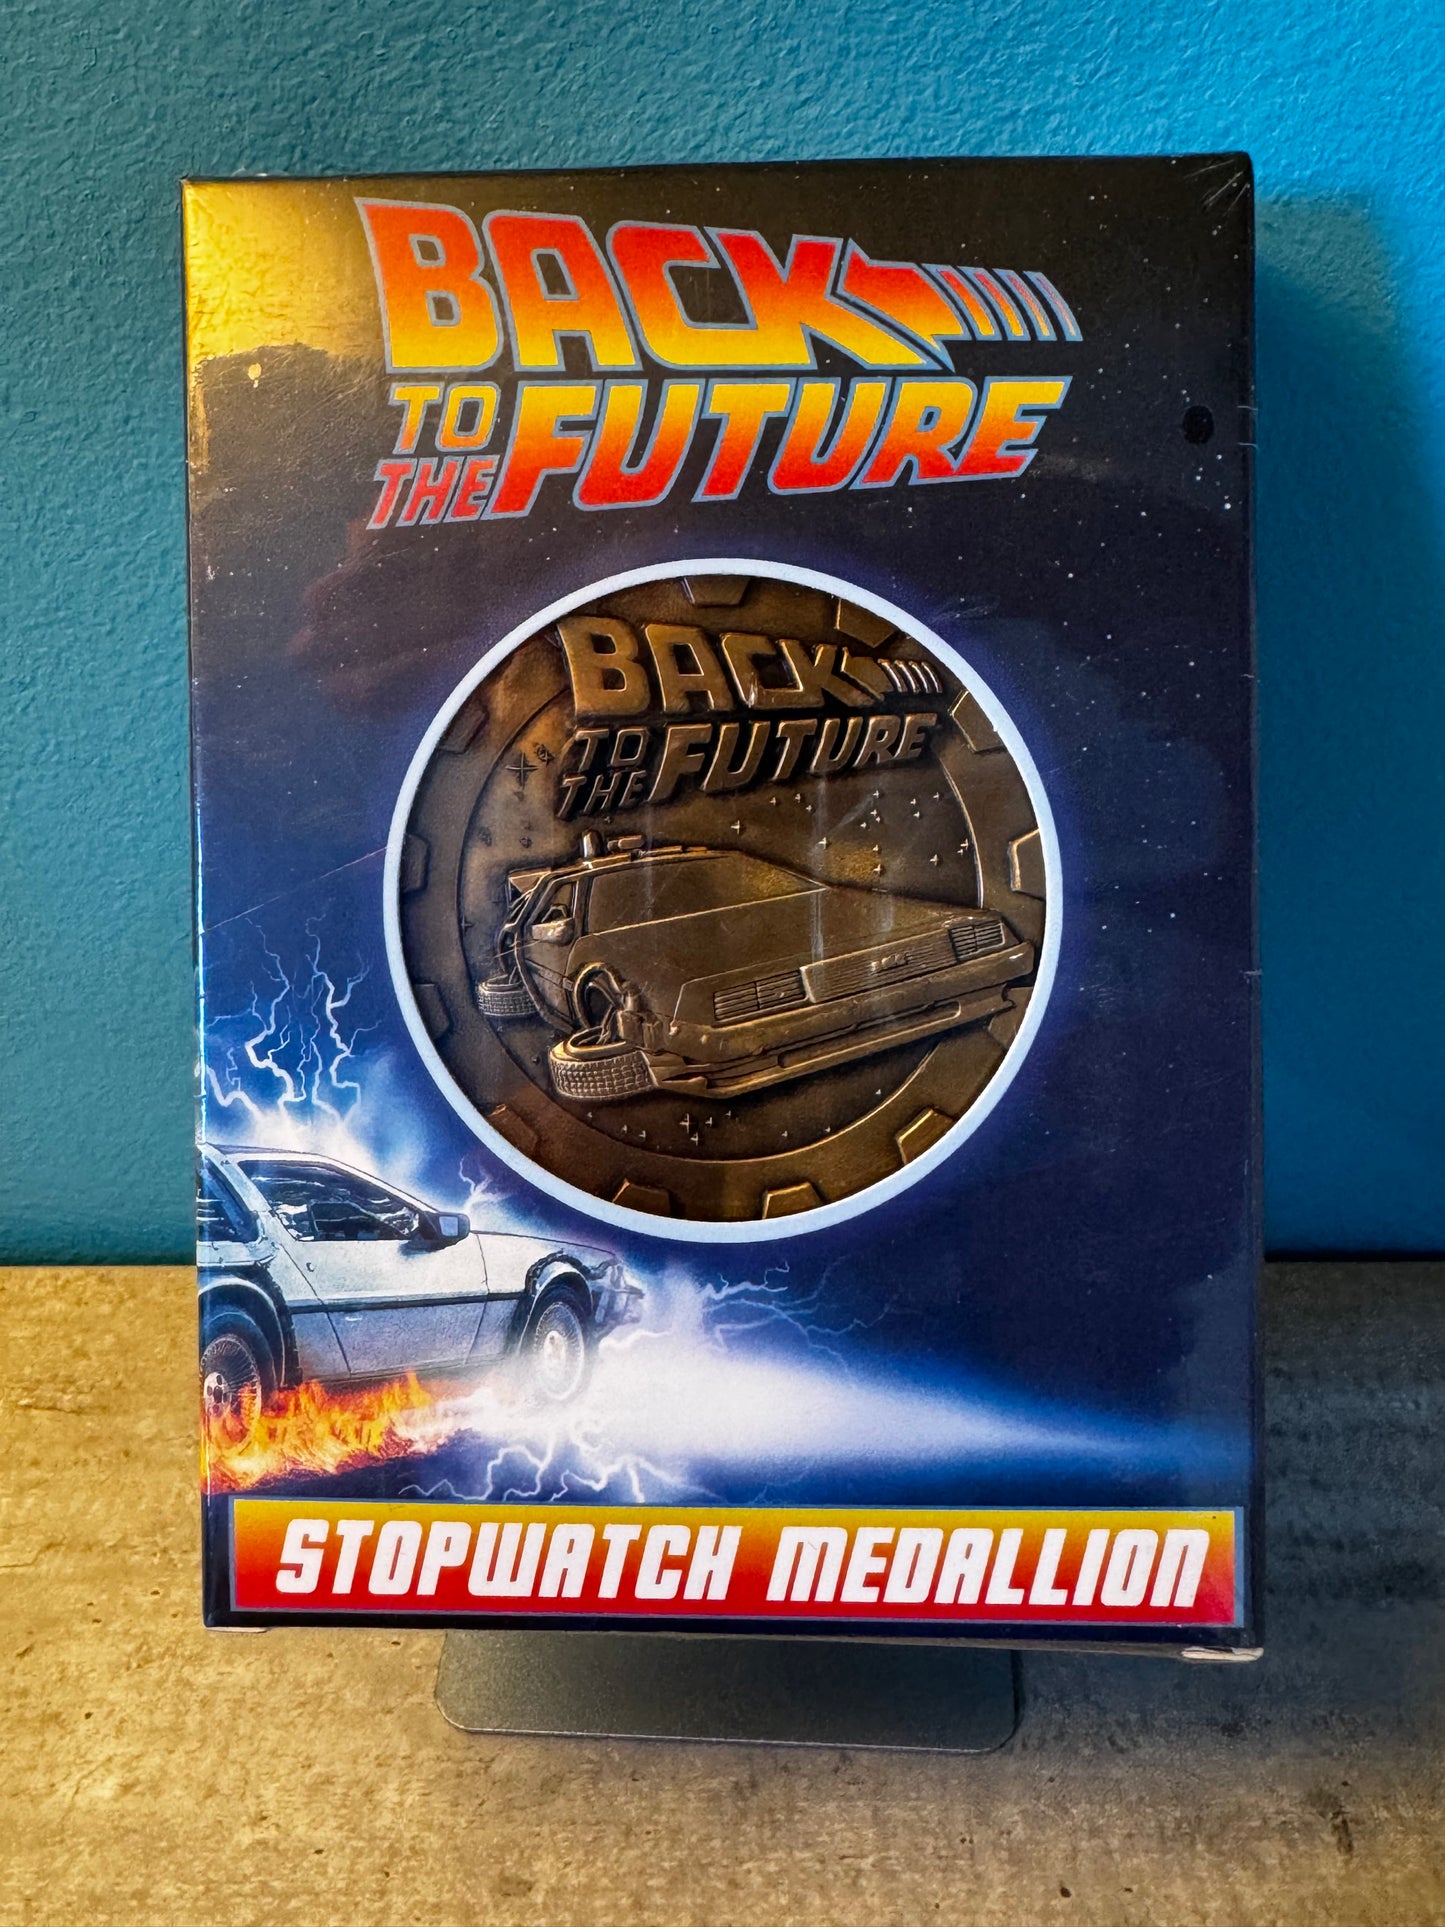 BACK
TO THE FUTURE
BACK
TO THE FUTURE
STOPWATCH MEDALLION